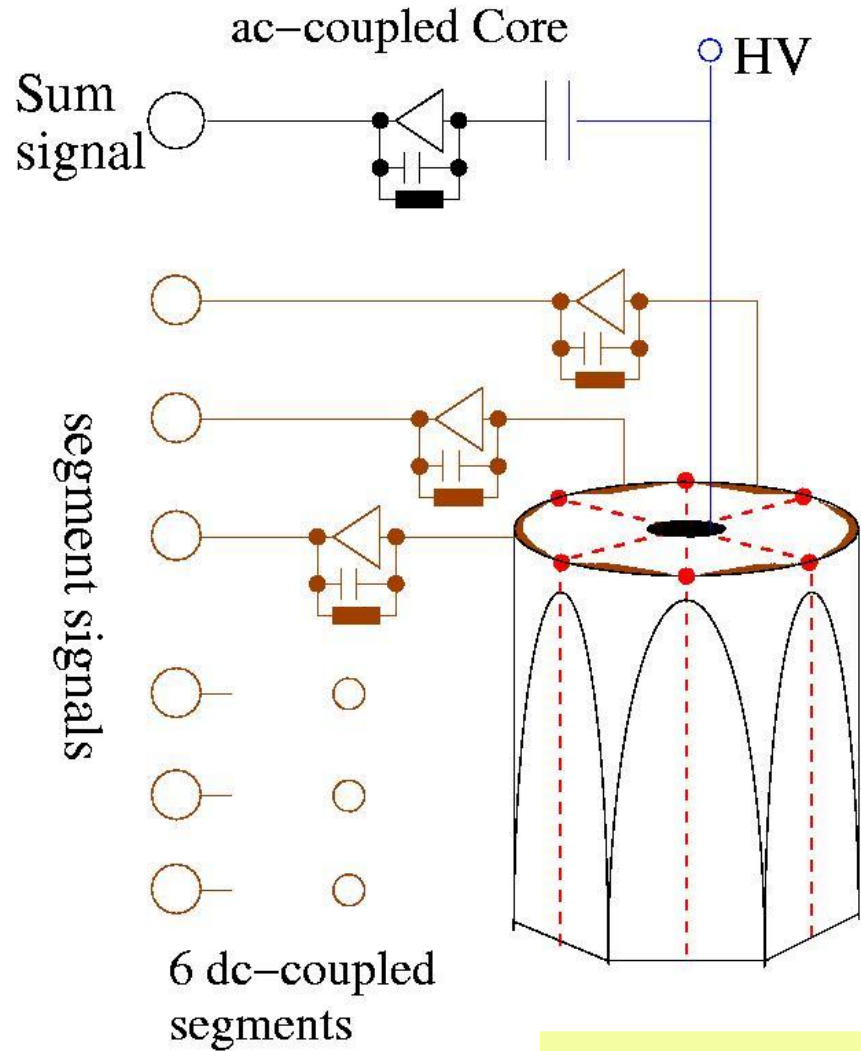 ac-coupled Core
HV
Sum
signal
segment signals
6 dc-coupled
segments